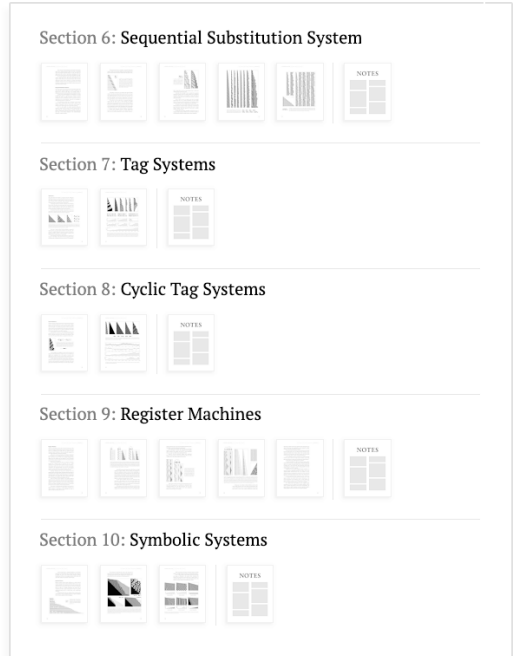 Section 6: Sequential Substitution System
NOTES
Section 7: Tag Systems
NOTES
Section 8: Cyclic Tag Systems
NOTES
Section 9: Register Machines
NOTES
Section 10: Symbolic Systems
NOTES